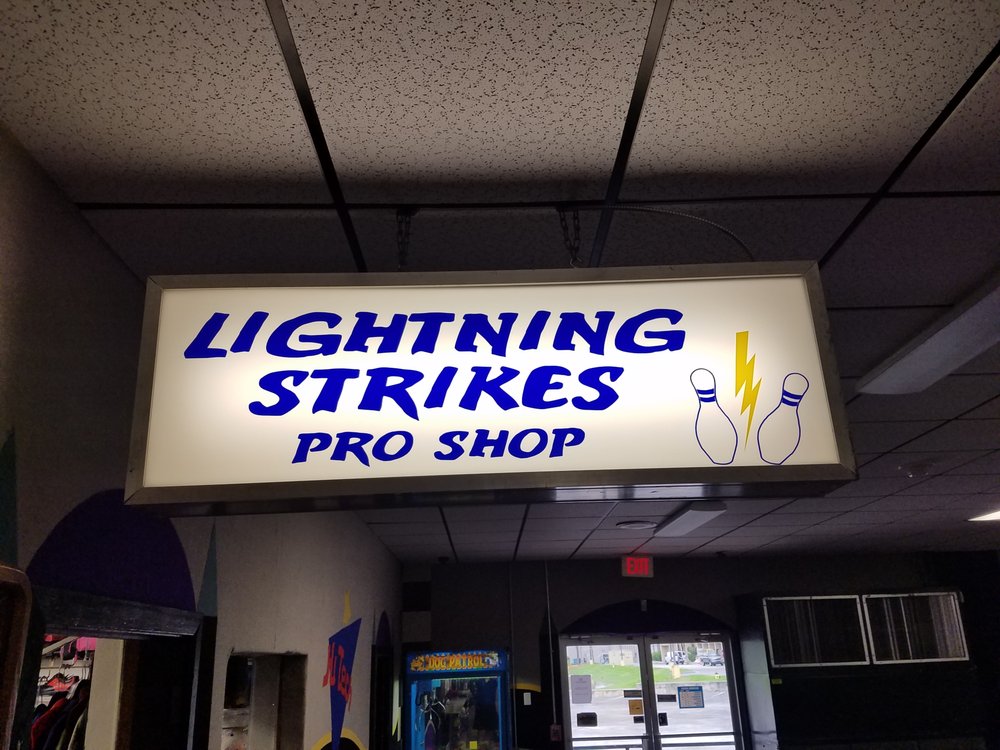 LIGHTNING
STRIKES
PRO SHOP
EXIT
DOG PATROL